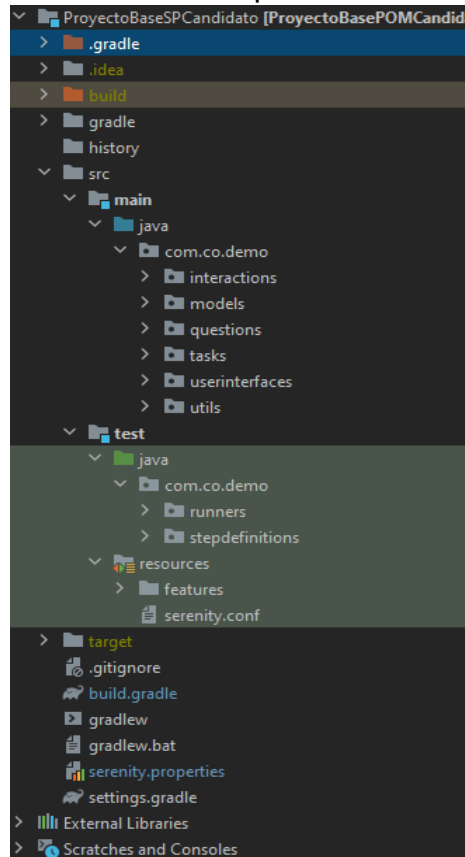 ProyectoBaseSPCandidato [ProyectoBasePOMCandida
.gradle
.idea
build
gradle
history
src
main
java
com.co.demo
interactions
models
questions
tasks
userinterfaces
utils
test
java
com.co.demo
runners
stepdefinitions
resources
features
serenity.conf
target
.gitignore
build.gradle
gradlew
gradlew.bat
serenity.properties
settings.gradle
External Libraries
Scratches and Consoles